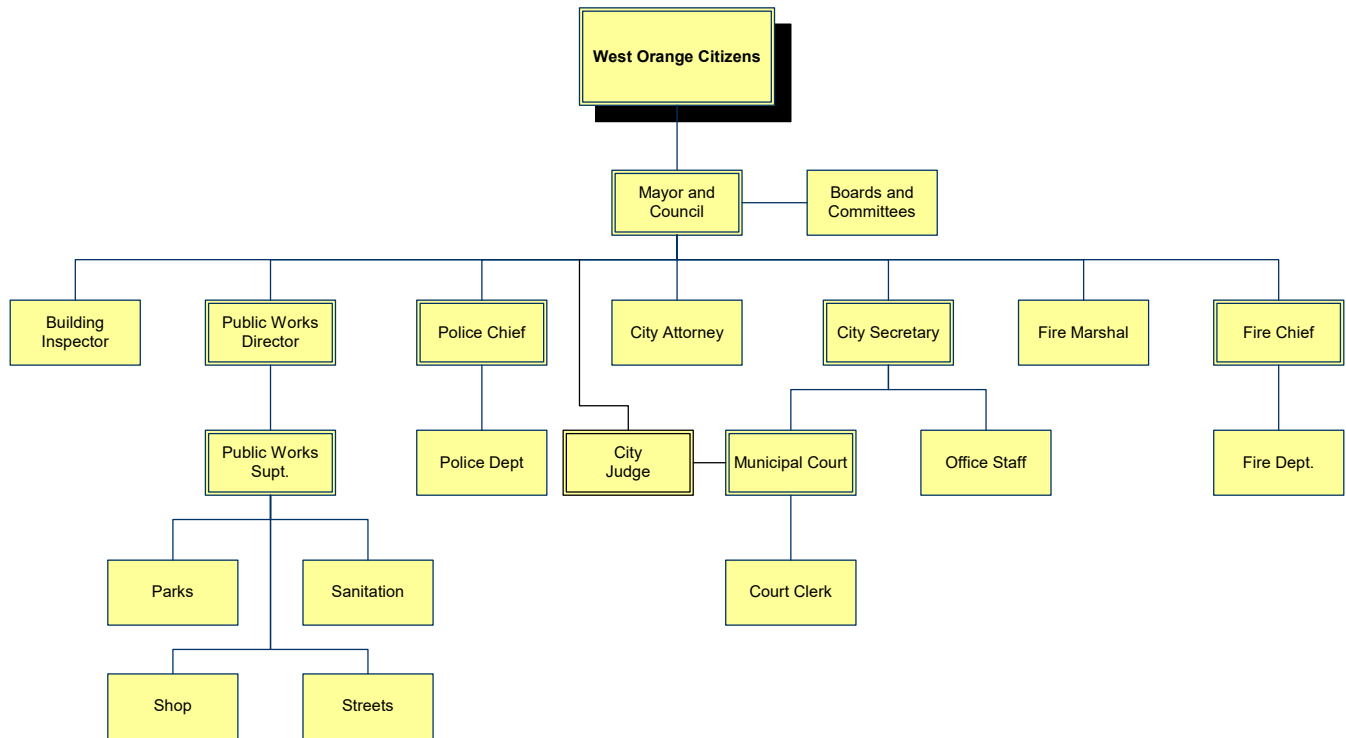 West Orange Citizens
Mayor and
Council
Boards and
Committees
Building
Inspector
Public Works
Director
Police Chief
City Attorney
City Secretary
Fire Marshal
Fire Chief
Public Works
Supt.
Police Dept
City
Judge
Municipal Court
Office Staff
Fire Dept.
Parks
Sanitation
Court Clerk
Shop
Streets